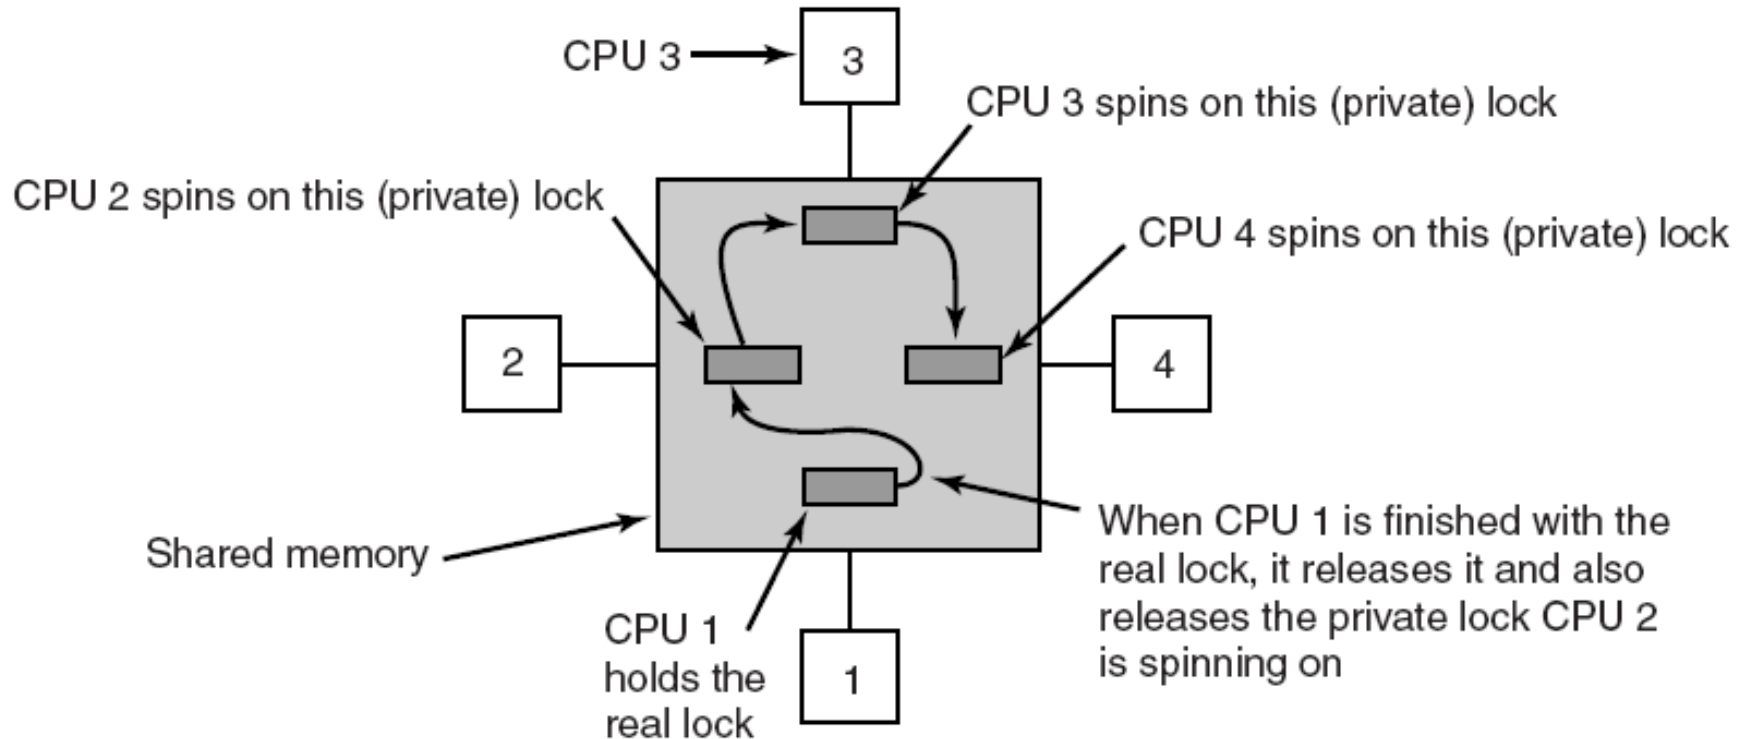 CPU 3
3
CPU 3 spins on this (private) lock
CPU 2 spins on this (private) lock
CPU 4 spins on this (private) lock
2
4
Shared memory
When CPU 1 is finished with the
real lock, it releases it and also
releases the private lock CPU 2
is spinning on
CPU 1
holds the
real lock
1